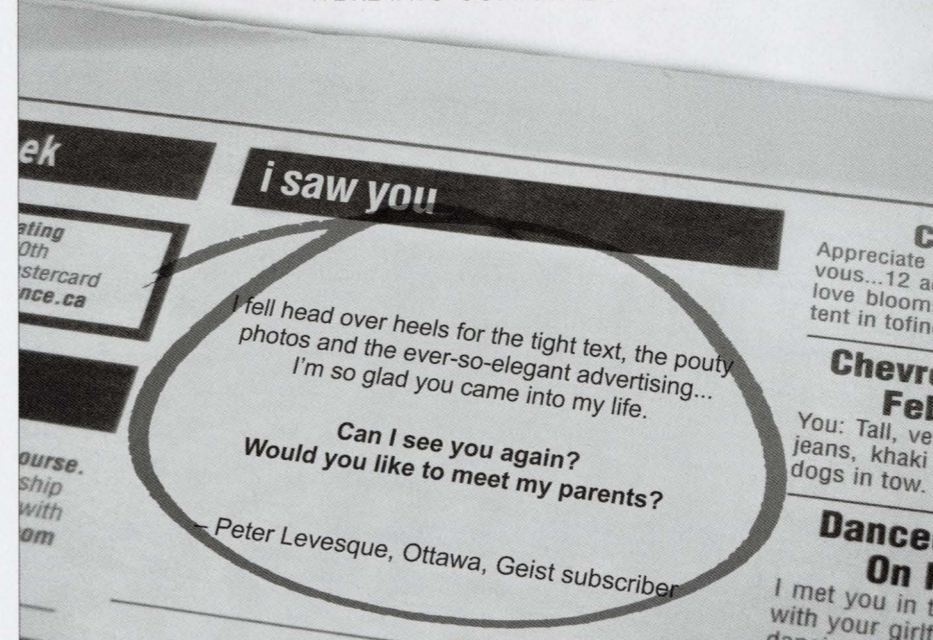 ek
ating
0th
stercard
nce.ca
ourse.
ship
with
om
i saw you
I fell head over heels for the tight text, the pouty
photos and the ever-so-elegant advertising...
I'm so glad you came into my life.
Can I see you again?
Would you like to meet my parents?
– Peter Levesque, Ottawa, Geist subscriber
C
Appreciate
vous...12 a
love bloom
tent in tofin
Chevr
Fel
You: Tall, ve
jeans, khaki
dogs in tow.
Dance
On
I met you in t
with your girlf